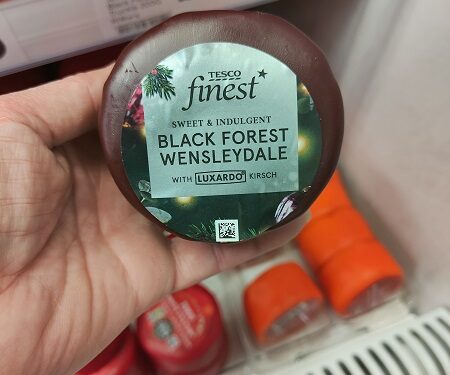 TESCO
finest*
SWEET & INDULGENT
BLACK FOREST
WENSLEYDALE
WITH LUXARDO® KIRSCH